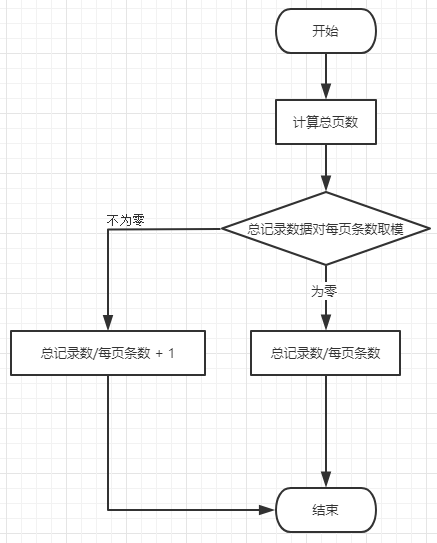 开始
计算总页数
总记录数据对每页条数取模
不为零
为零
总记录数/每页条数 + 1
总记录数/每页条数
结束